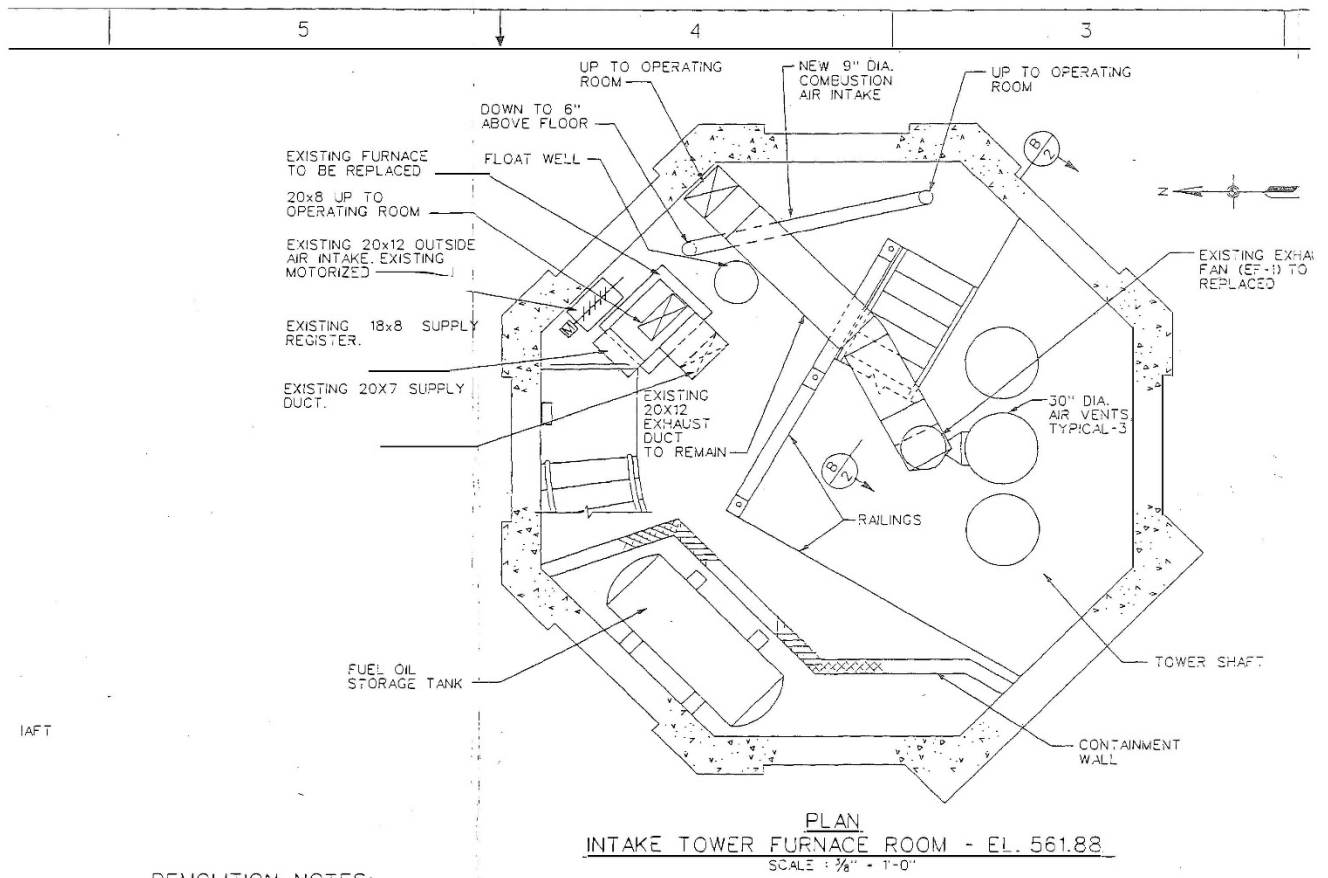 5
4
3
UP TO OPERATING
ROOM
NEW 9" DIA.
COMBUSTION
AIR INTAKE
UP TO OPERATING
ROOM
DOWN TO 6"
ABOVE FLOOR
FLOAT WELL
EXISTING FURNACE
TO BE REPLACED
20x8 UP TO
OPERATING ROOM
EXISTING 20x12 OUTSIDE
AIR INTAKE. EXISTING
MOTORIZED
M
EXISTING 18x8 SUPPLY
REGISTER.
EXISTING 20X7 SUPPLY
DUCT.
EXISTING
20X12
EXHAUST
DUCT
TO REMAIN
B
2
N
EXISTING EXHA
FAN (EF-1) TO
REPLACED
30" DIA.
AIR VENTS,
TYPICAL-3
B
2
RAILINGS
FUEL OIL
STORAGE TANK
TOWER SHAFT
IAFT
CONTAINMENT
WALL
PLAN
INTAKE TOWER FURNACE ROOM - EL. 561.88
SCALE : 3/8" = 1'-0"
DEMOLITION NOTES: